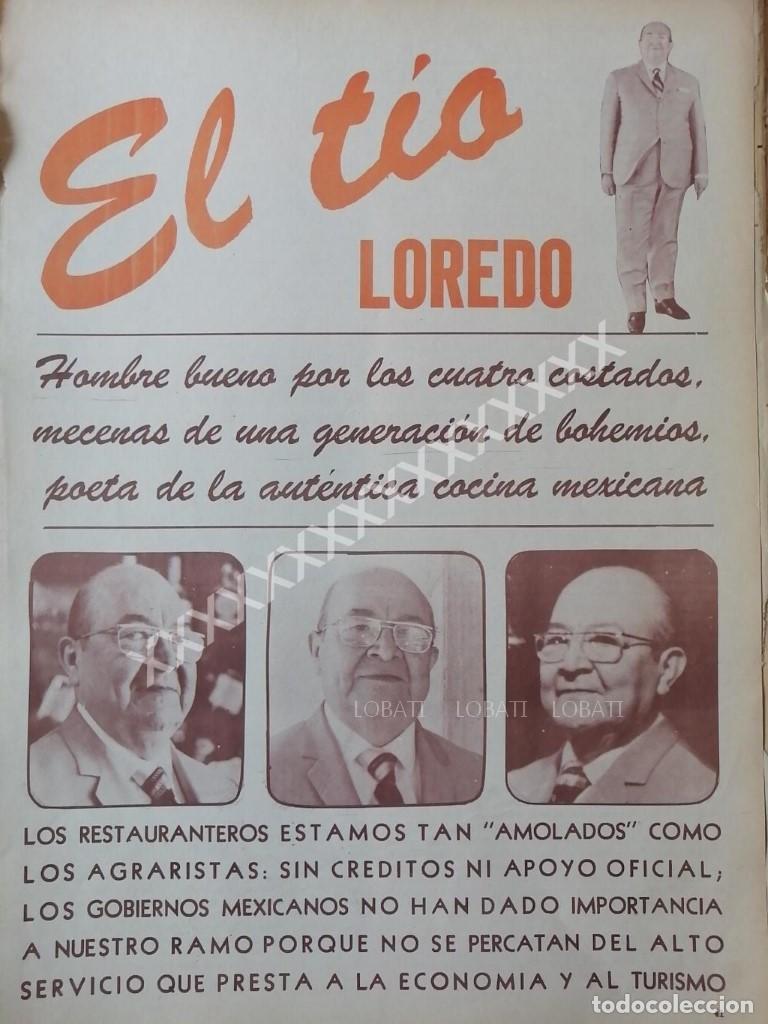 El tío
LOREDO
Hombre bueno por los cuatro costados,
mecenas de una generación de bohemios,
poeta de la auténtica cocina mexicana
XXXXXXXXXXXXXXXXX
LOBATI LOBATI LOBATI
LOS RESTAURANTEROS ESTAMOS TAN "AMOLADOS" COMO
LOS AGRARISTAS: SIN CREDITOS NI APOYO OFICIAL;
LOS GOBIERNOS MEXICANOS NO HAN DADO IMPORTANCIA
A NUESTRO RAMO PORQUE NO SE PERCATAN DEL ALTO
SERVICIO QUE PRESTA A LA ECONOMIA Y AL TURISMO
todocoleccion